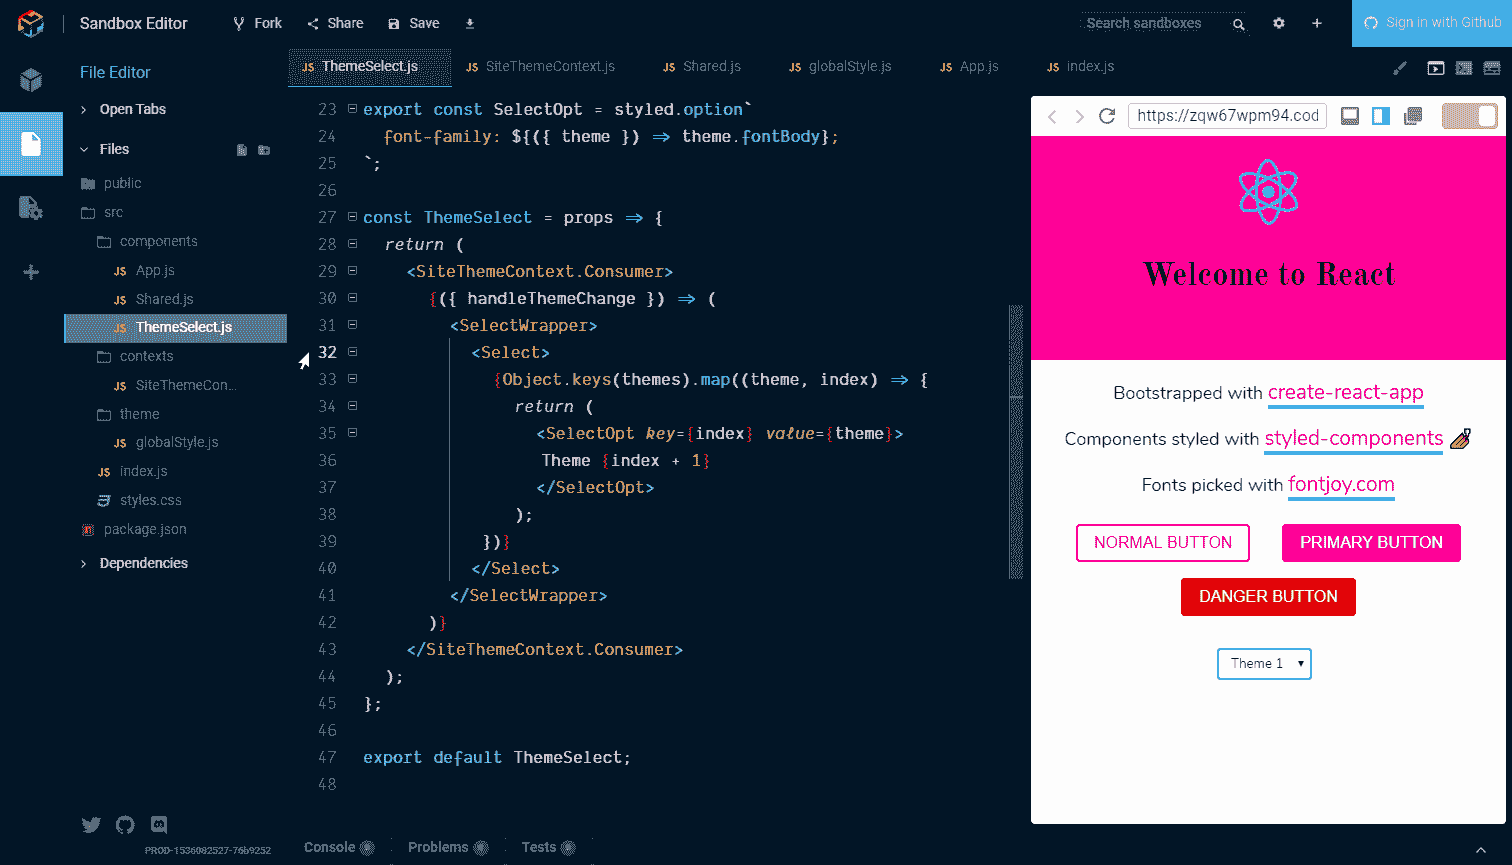 Sandbox Editor
Fork
Share
Save
Search sandboxes
Sign in with Github
File Editor
Open Tabs
Files
public
src
components
JS App.js
JS Shared.js
JS ThemeSelect.js
contexts
JS SiteThemeCon...
theme
JS globalStyle.js
JS index.js
styles.css
package.json
Dependencies
PROD-1536082527-76b9252
JS ThemeSelect.js
JS SiteThemeContext.js
JS Shared.js
JS globalStyle.js
JS App.js
JS index.js
23 export const SelectOpt = styled.option`
24 font-family: ${({ theme }) => theme.fontBody};
25 `;
26
27 const ThemeSelect = props => {
28 return (
29 <SiteThemeContext.Consumer>
30 {({ handleThemeChange }) => (
31 <SelectWrapper>
32 <Select>
33 {Object.keys(themes).map((theme, index) => {
34 return (
35 <SelectOpt key={index} value={theme}>
36 Theme {index + 1}
37 </SelectOpt>
38 );
39 })}
40 </Select>
41 </SelectWrapper>
42 )}
43 </SiteThemeContext.Consumer>
44 );
45 };
46
47 export default ThemeSelect;
48
Console
Problems
Tests
https://zqw67wpm94.cod
Welcome to React
Bootstrapped with create-react-app
Components styled with styled-components
Fonts picked with fontjoy.com
NORMAL BUTTON
PRIMARY BUTTON
DANGER BUTTON
Theme 1